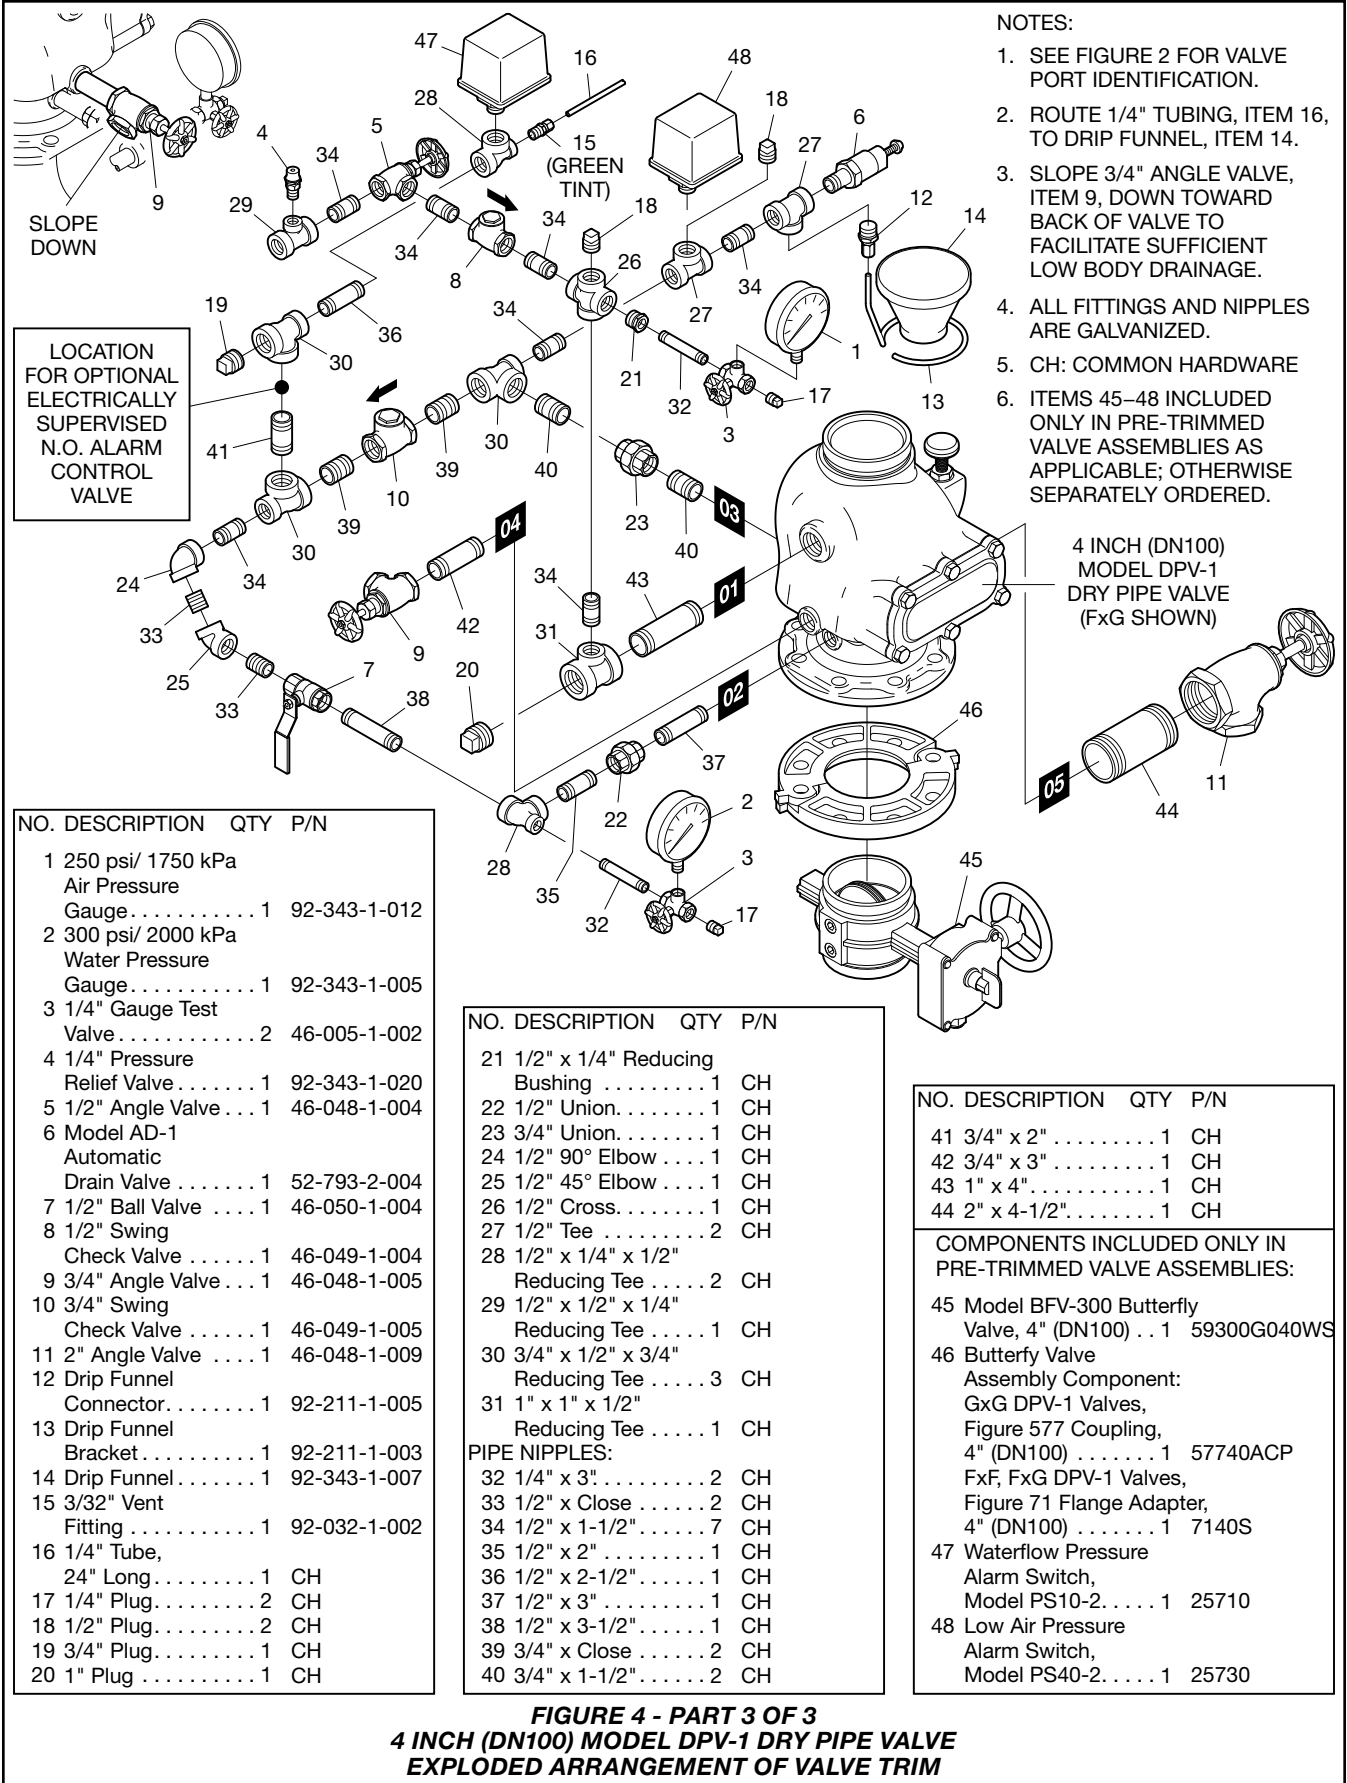 47
16
48
28
18
6
5
27
4
34
15
(GREEN
TINT)
12
14
9
29
18
34
SLOPE
DOWN
34
8
26
34
27
19
36
34
21
1
30
32
17
13
3
LOCATION
FOR OPTIONAL
ELECTRICALLY
SUPERVISED
N.O. ALARM
CONTROL
VALVE
41
30
40
39
10
23
03
40
39
30
04
34
24
42
34
43
01
33
9
31
25
7
20
33
38
02
37
46
22
2
28
35
3
32
17
45
05
44
11
4 INCH (DN100)
MODEL DPV-1
DRY PIPE VALVE
(FxG SHOWN)
NOTES:
1. SEE FIGURE 2 FOR VALVE
PORT IDENTIFICATION.
2. ROUTE 1/4" TUBING, ITEM 16,
TO DRIP FUNNEL, ITEM 14.
3. SLOPE 3/4" ANGLE VALVE,
ITEM 9, DOWN TOWARD
BACK OF VALVE TO
FACILITATE SUFFICIENT
LOW BODY DRAINAGE.
4. ALL FITTINGS AND NIPPLES
ARE GALVANIZED.
5. CH: COMMON HARDWARE
6. ITEMS 45–48 INCLUDED
ONLY IN PRE-TRIMMED
VALVE ASSEMBLIES AS
APPLICABLE; OTHERWISE
SEPARATELY ORDERED.
NO. DESCRIPTION QTY P/N
1 250 psi/ 1750 kPa
Air Pressure
Gauge . . . . . . . . . . . 1 92-343-1-012
2 300 psi/ 2000 kPa
Water Pressure
Gauge . . . . . . . . . . . 1 92-343-1-005
3 1/4" Gauge Test
Valve . . . . . . . . . . . . 2 46-005-1-002
4 1/4" Pressure
Relief Valve . . . . . . . 1 92-343-1-020
5 1/2" Angle Valve . . . 1 46-048-1-004
6 Model AD-1
Automatic
Drain Valve . . . . . . . 1 52-793-2-004
7 1/2" Ball Valve . . . . 1 46-050-1-004
8 1/2" Swing
Check Valve . . . . . . 1 46-049-1-004
9 3/4" Angle Valve . . . 1 46-048-1-005
10 3/4" Swing
Check Valve . . . . . . 1 46-049-1-005
11 2" Angle Valve . . . . 1 46-048-1-009
12 Drip Funnel
Connector. . . . . . . . 1 92-211-1-005
13 Drip Funnel
Bracket . . . . . . . . . . 1 92-211-1-003
14 Drip Funnel . . . . . . . 1 92-343-1-007
15 3/32" Vent
Fitting . . . . . . . . . . . 1 92-032-1-002
16 1/4" Tube,
24" Long. . . . . . . . . 1 CH
17 1/4" Plug. . . . . . . . . 2 CH
18 1/2" Plug. . . . . . . . . 2 CH
19 3/4" Plug. . . . . . . . . 1 CH
20 1" Plug . . . . . . . . . . 1 CH
NO. DESCRIPTION QTY P/N
21 1/2" x 1/4" Reducing
Bushing . . . . . . . . . 1 CH
22 1/2" Union. . . . . . . . 1 CH
23 3/4" Union. . . . . . . . 1 CH
24 1/2" 90° Elbow . . . . 1 CH
25 1/2" 45° Elbow . . . . 1 CH
26 1/2" Cross. . . . . . . . 1 CH
27 1/2" Tee . . . . . . . . . 2 CH
28 1/2" x 1/4" x 1/2"
Reducing Tee . . . . . 2 CH
29 1/2" x 1/2" x 1/4"
Reducing Tee . . . . . 1 CH
30 3/4" x 1/2" x 3/4"
Reducing Tee . . . . . 3 CH
31 1" x 1" x 1/2"
Reducing Tee . . . . . 1 CH
PIPE NIPPLES:
32 1/4" x 3". . . . . . . . . 2 CH
33 1/2" x Close . . . . . . 2 CH
34 1/2" x 1-1/2". . . . . . 7 CH
35 1/2" x 2" . . . . . . . . . 1 CH
36 1/2" x 2-1/2". . . . . . 1 CH
37 1/2" x 3" . . . . . . . . . 1 CH
38 1/2" x 3-1/2". . . . . . 1 CH
39 3/4" x Close . . . . . . 2 CH
40 3/4" x 1-1/2". . . . . . 2 CH
NO. DESCRIPTION QTY P/N
41 3/4" x 2" . . . . . . . . . 1 CH
42 3/4" x 3" . . . . . . . . . 1 CH
43 1" x 4". . . . . . . . . . . 1 CH
44 2" x 4-1/2". . . . . . . . 1 CH
COMPONENTS INCLUDED ONLY IN
PRE-TRIMMED VALVE ASSEMBLIES:
45 Model BFV-300 Butterfly
Valve, 4" (DN100) . . 1 59300G040WS
46 Butterfy Valve
Assembly Component:
GxG DPV-1 Valves,
Figure 577 Coupling,
4" (DN100) . . . . . . . 1 57740ACP
FxF, FxG DPV-1 Valves,
Figure 71 Flange Adapter,
4" (DN100) . . . . . . . 1 7140S
47 Waterflow Pressure
Alarm Switch,
Model PS10-2. . . . . 1 25710
48 Low Air Pressure
Alarm Switch,
Model PS40-2. . . . . 1 25730
FIGURE 4 - PART 3 OF 3
4 INCH (DN100) MODEL DPV-1 DRY PIPE VALVE
EXPLODED ARRANGEMENT OF VALVE TRIM